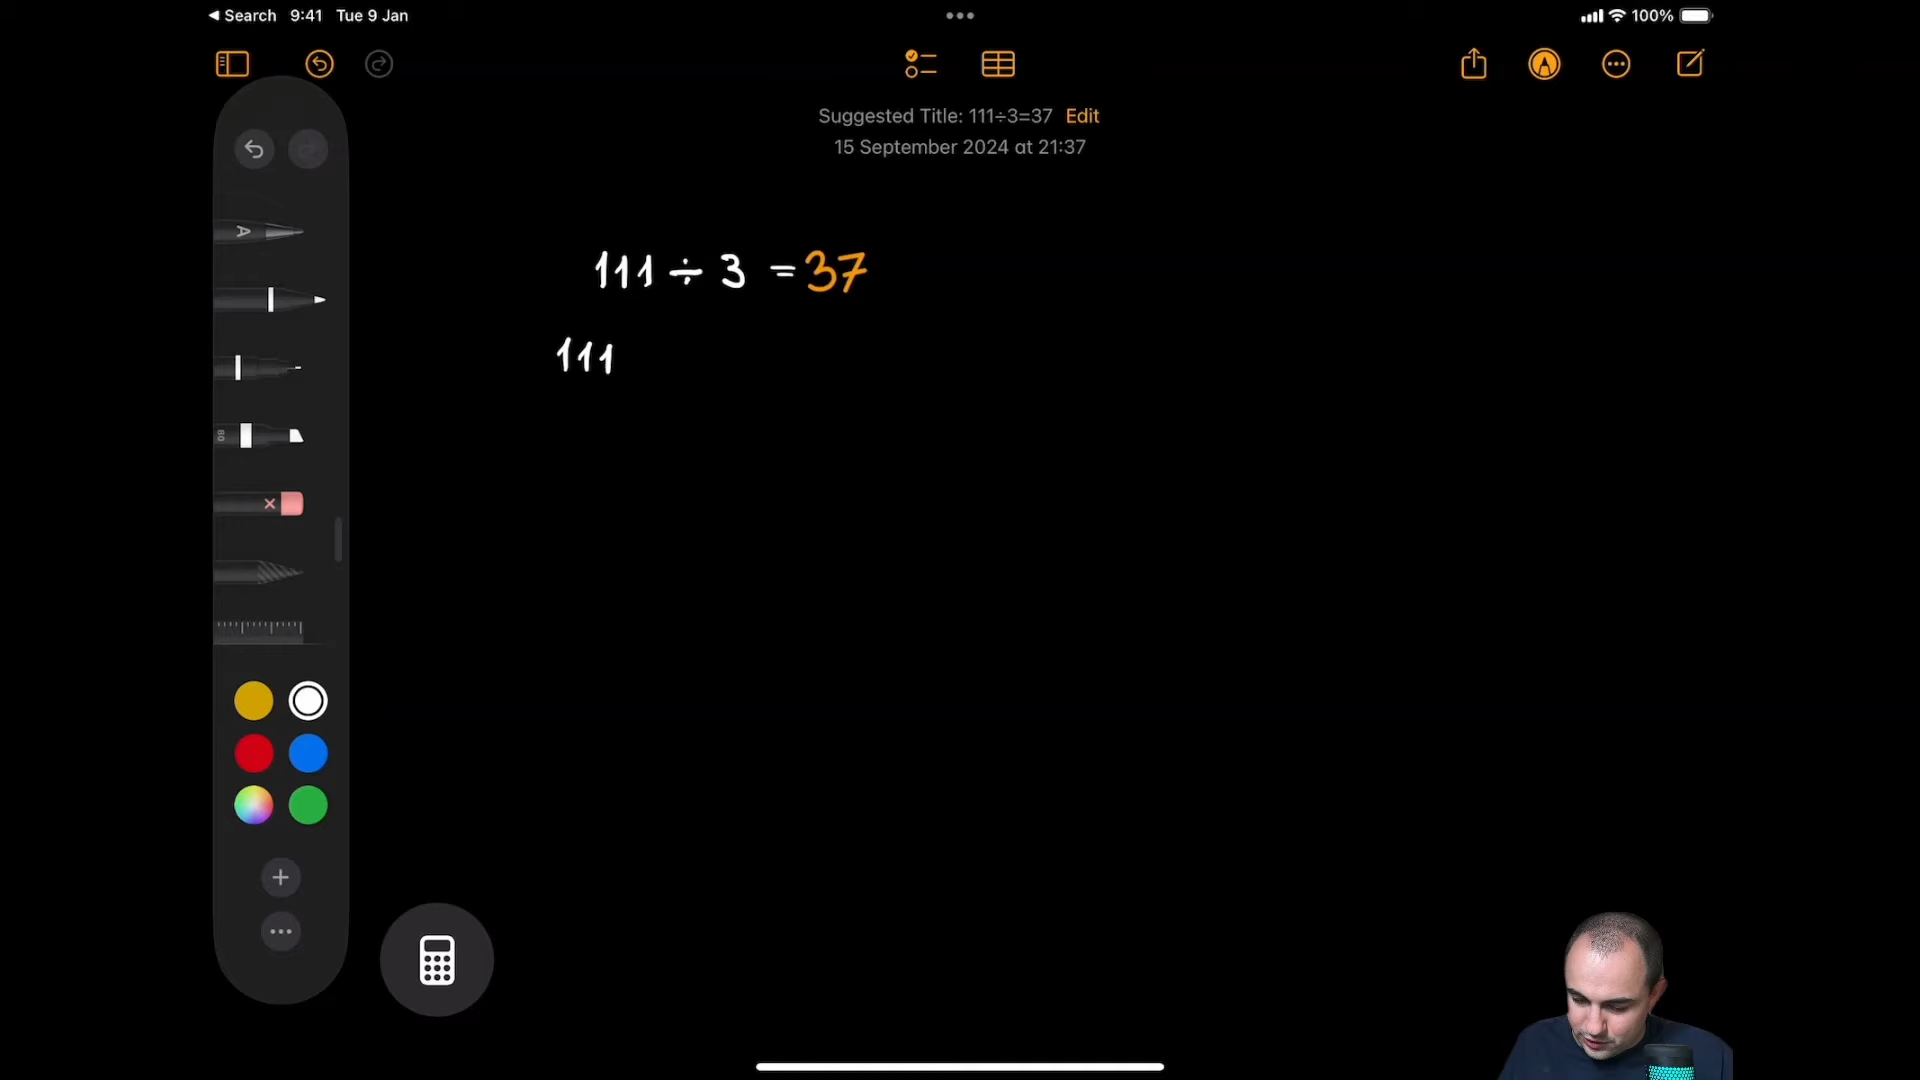 Search 9:41 Tue 9 Jan 100%
Suggested Title: 111÷3=37 Edit
15 September 2024 at 21:37
A
111 ÷ 3 = 37
111
80